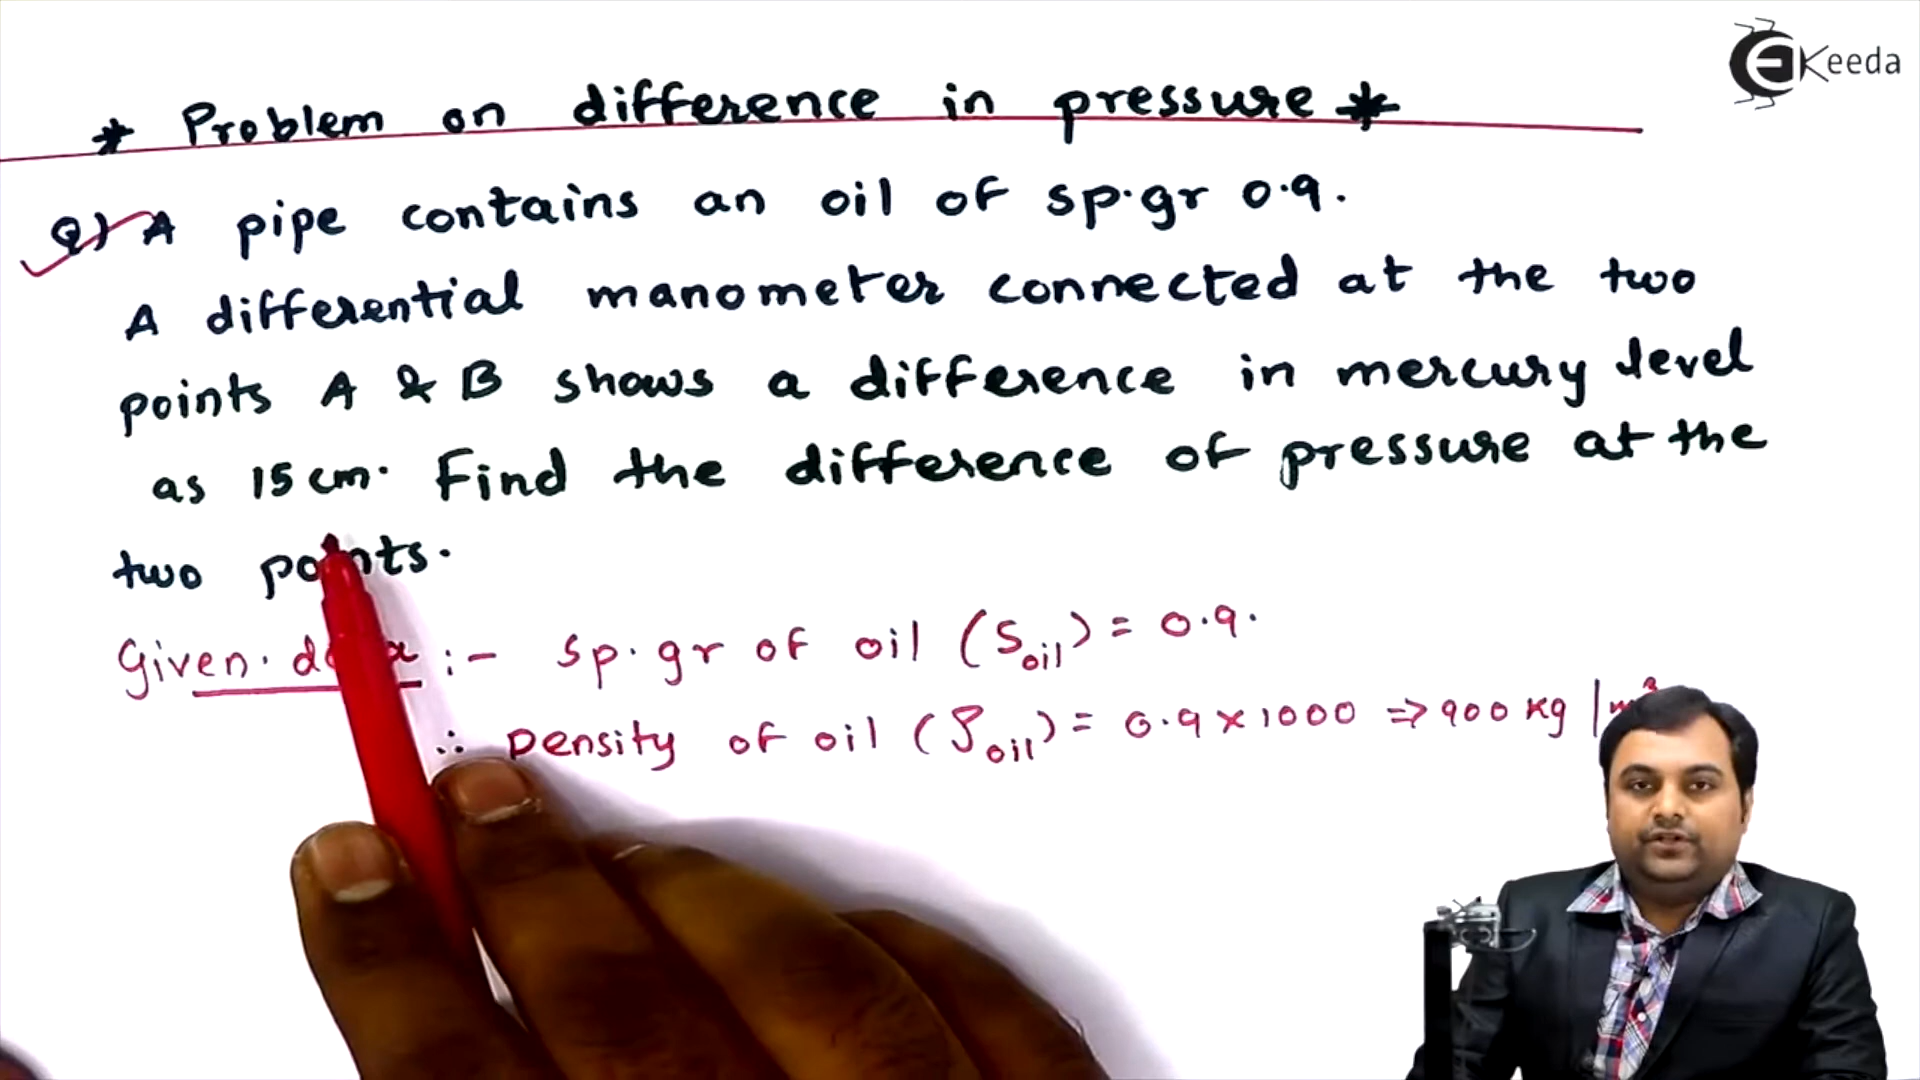 EKeeda
* Problem on difference in pressure *
Q) A pipe contains an oil of sp.gr 0.9.
A differential manometer connected at the two
points A & B shows a difference in mercury level
as 15 cm. Find the difference of pressure at the
two points.
Given data :- sp.gr of oil (Soil) = 0.9.
∴ Density of oil (ρoil) = 0.9 × 1000 ⇒ 900 kg/m³